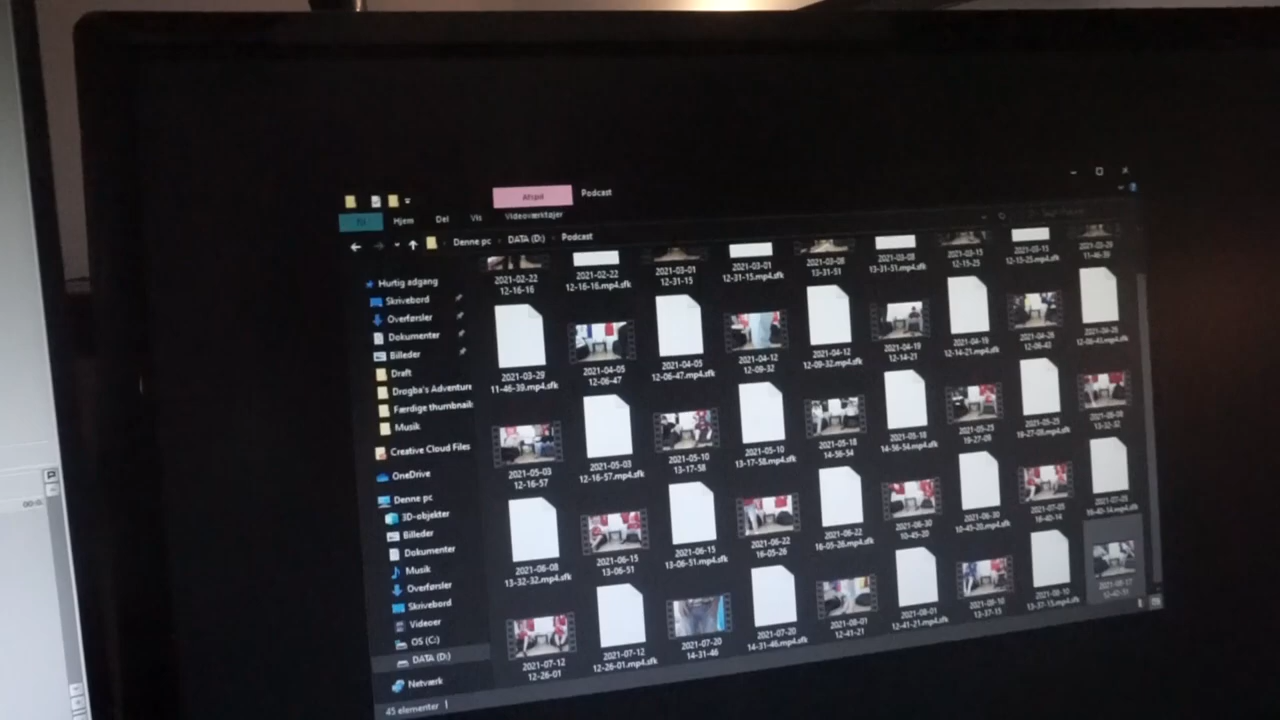 Afspil
Podcast
Fil
Hjem
Del
Vis
Videoværktøjer
Denne pc
DATA (D:)
Podcast
Hurtig adgang
Skrivebord
Overførsler
Dokumenter
Billeder
Draft
Drogba's Adventure
Færdige thumbnails
Musik
Creative Cloud Files
OneDrive
Denne pc
3D-objekter
Billeder
Dokumenter
Musik
Overførsler
Skrivebord
Videoer
OS (C:)
DATA (D:)
Netværk
45 elementer
2021-02-22
12-16-16
2021-02-22
12-16-16.mp4.sfk
2021-03-01
12-31-15
2021-03-01
12-31-15.mp4.sfk
2021-03-08
13-31-51
2021-03-08
13-31-51.mp4.sfk
2021-03-15
12-15-25
2021-03-15
12-15-25.mp4.sfk
2021-03-29
11-46-39
2021-03-29
11-46-39.mp4.sfk
2021-04-05
12-06-47
2021-04-05
12-06-47.mp4.sfk
2021-04-12
12-09-32
2021-04-12
12-09-32.mp4.sfk
2021-04-19
12-14-21
2021-04-19
12-14-21.mp4.sfk
2021-04-26
12-06-43
2021-04-26
12-06-43.mp4.sfk
2021-05-03
12-16-57
2021-05-03
12-16-57.mp4.sfk
2021-05-10
13-17-58
2021-05-10
13-17-58.mp4.sfk
2021-05-18
14-56-54
2021-05-18
14-56-54.mp4.sfk
2021-05-25
19-27-09
2021-05-25
19-27-09.mp4.sfk
2021-06-08
13-32-32
2021-06-08
13-32-32.mp4.sfk
2021-06-15
13-06-51
2021-06-15
13-06-51.mp4.sfk
2021-06-22
16-05-26
2021-06-22
16-05-26.mp4.sfk
2021-06-30
10-45-20
2021-06-30
10-45-20.mp4.sfk
2021-07-05
16-40-14
2021-07-05
16-40-14.mp4.sfk
2021-07-12
12-26-01
2021-07-12
12-26-01.mp4.sfk
2021-07-20
14-31-46
2021-07-20
14-31-46.mp4.sfk
2021-08-01
12-41-21
2021-08-01
12-41-21.mp4.sfk
2021-08-10
13-37-15
2021-08-10
13-37-15.mp4.sfk
2021-08-17